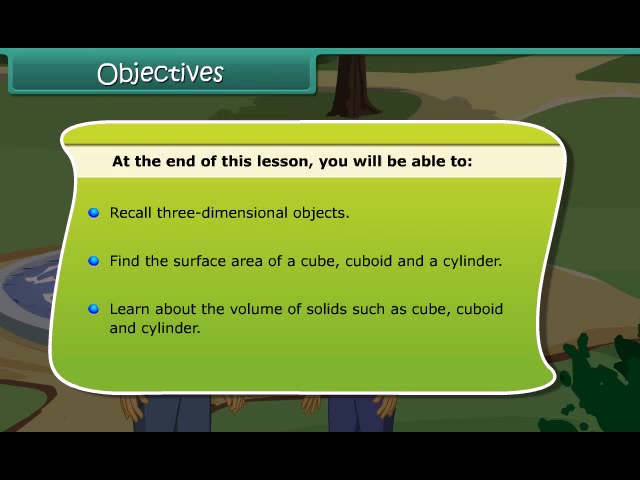 Objectives
At the end of this lesson, you will be able to:
Recall three-dimensional objects.
Find the surface area of a cube, cuboid and a cylinder.
Learn about the volume of solids such as cube, cuboid
and cylinder.